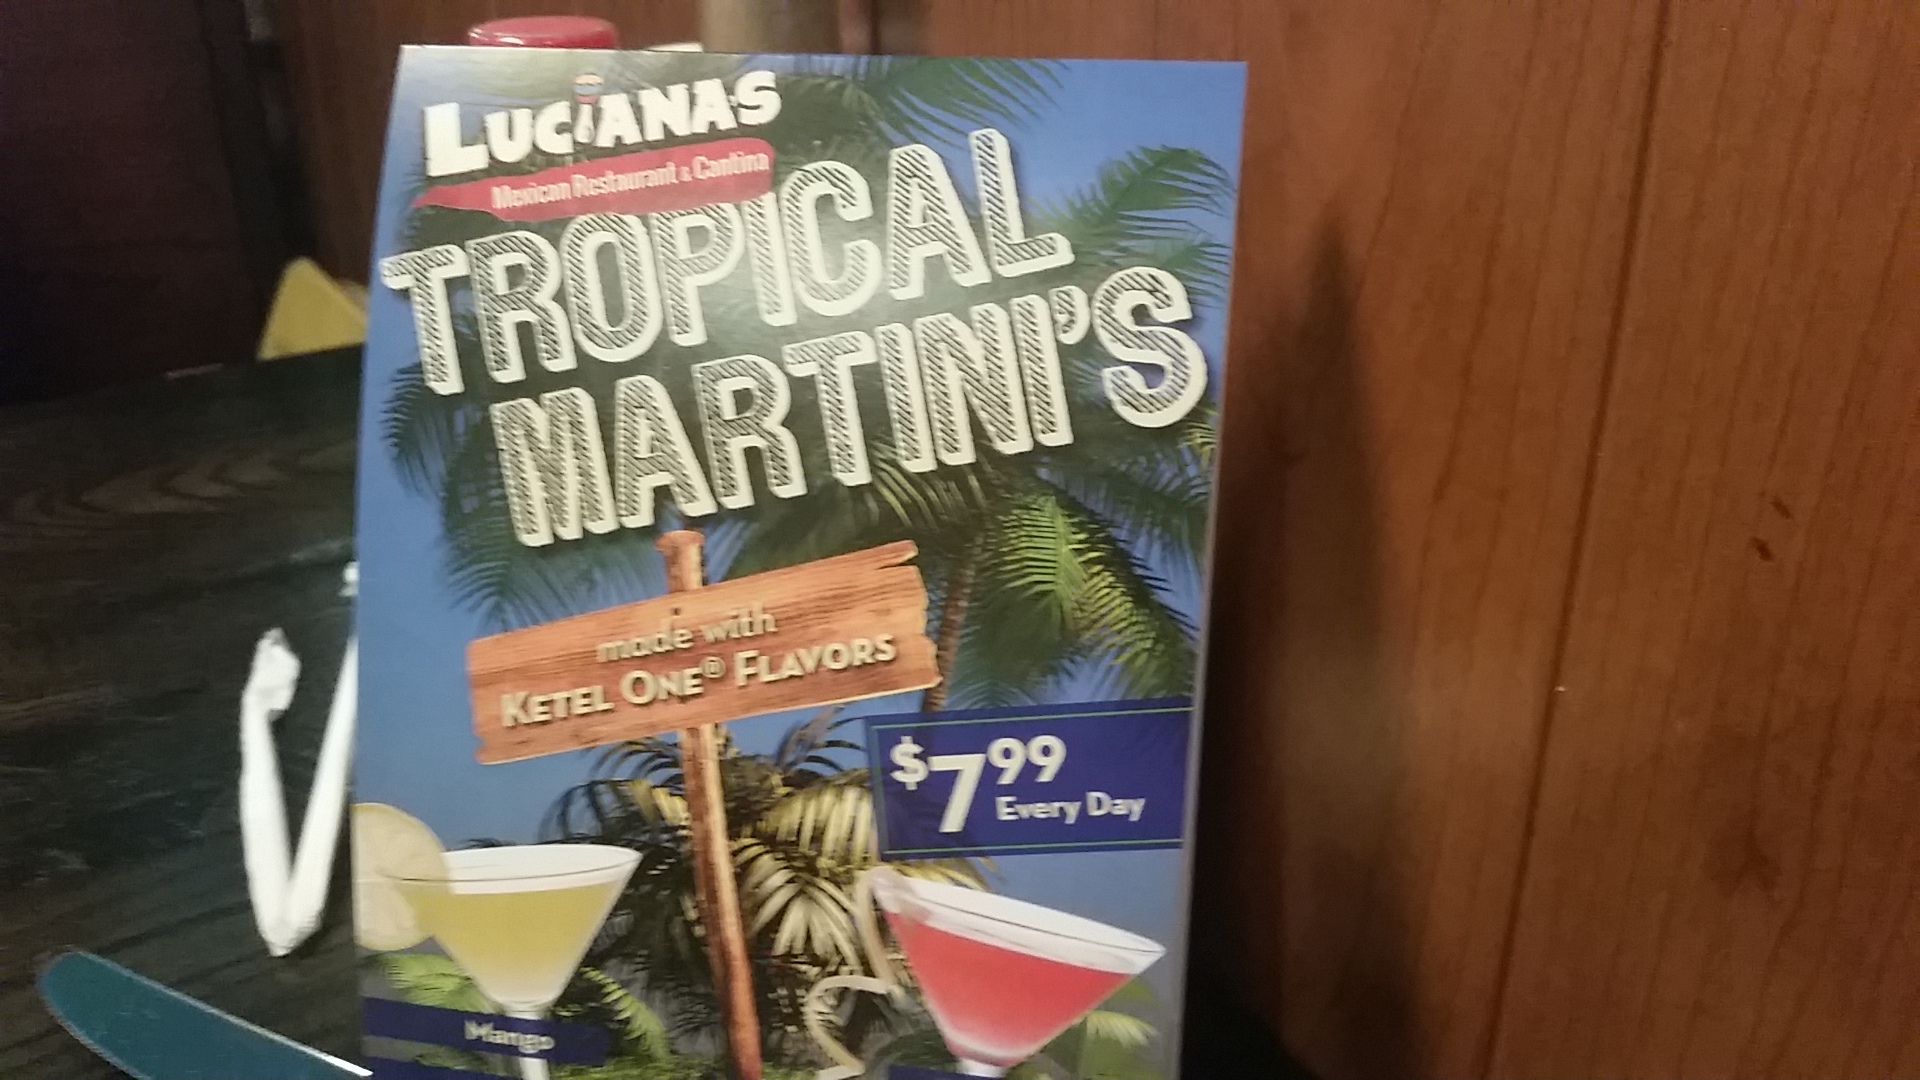 LUCIANA'S
Mexican Restaurant & Cantina
TROPICAL
MARTINI'S
made with
KETEL ONE® FLAVORS
$7.99
Every Day
Mango